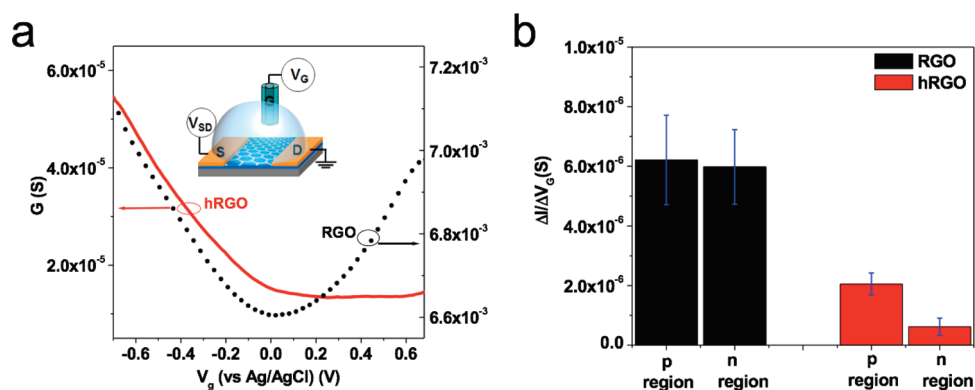 a
6.0x10⁻⁵
4.0x10⁻⁵
2.0x10⁻⁵
G (S)
7.2x10⁻³
7.0x10⁻³
6.8x10⁻³
6.6x10⁻³
V_G
G
V_SD
S
D
hRGO
RGO
-0.6 -0.4 -0.2 0.0 0.2 0.4 0.6
V_g (vs Ag/AgCl) (V)
b
1.0x10⁻⁵
8.0x10⁻⁶
6.0x10⁻⁶
4.0x10⁻⁶
2.0x10⁻⁶
0.0
ΔI/ΔV_G(S)
RGO
hRGO
p region
n region
p region
n region